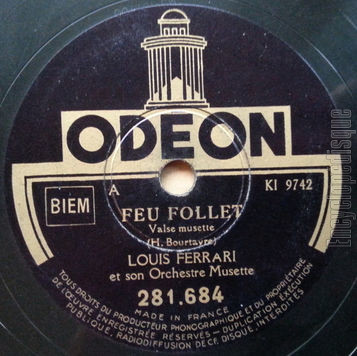 ODEON
A
KI 9742
BIEM
FEU FOLLET
Valse musette
(H. Bourtayre)
LOUIS FERRARI
et son Orchestre Musette
281.684
MADE IN FRANCE
TOUS DROITS DU PRODUCTEUR PHONOGRAPHIQUE ET DU PROPRIÉTAIRE
DE L'ŒUVRE ENREGISTRÉE RÉSERVÉS - DUPLICATION EXÉCUTION
PUBLIQUE, RADIODIFFUSION DE CE DISQUE INTERDITES